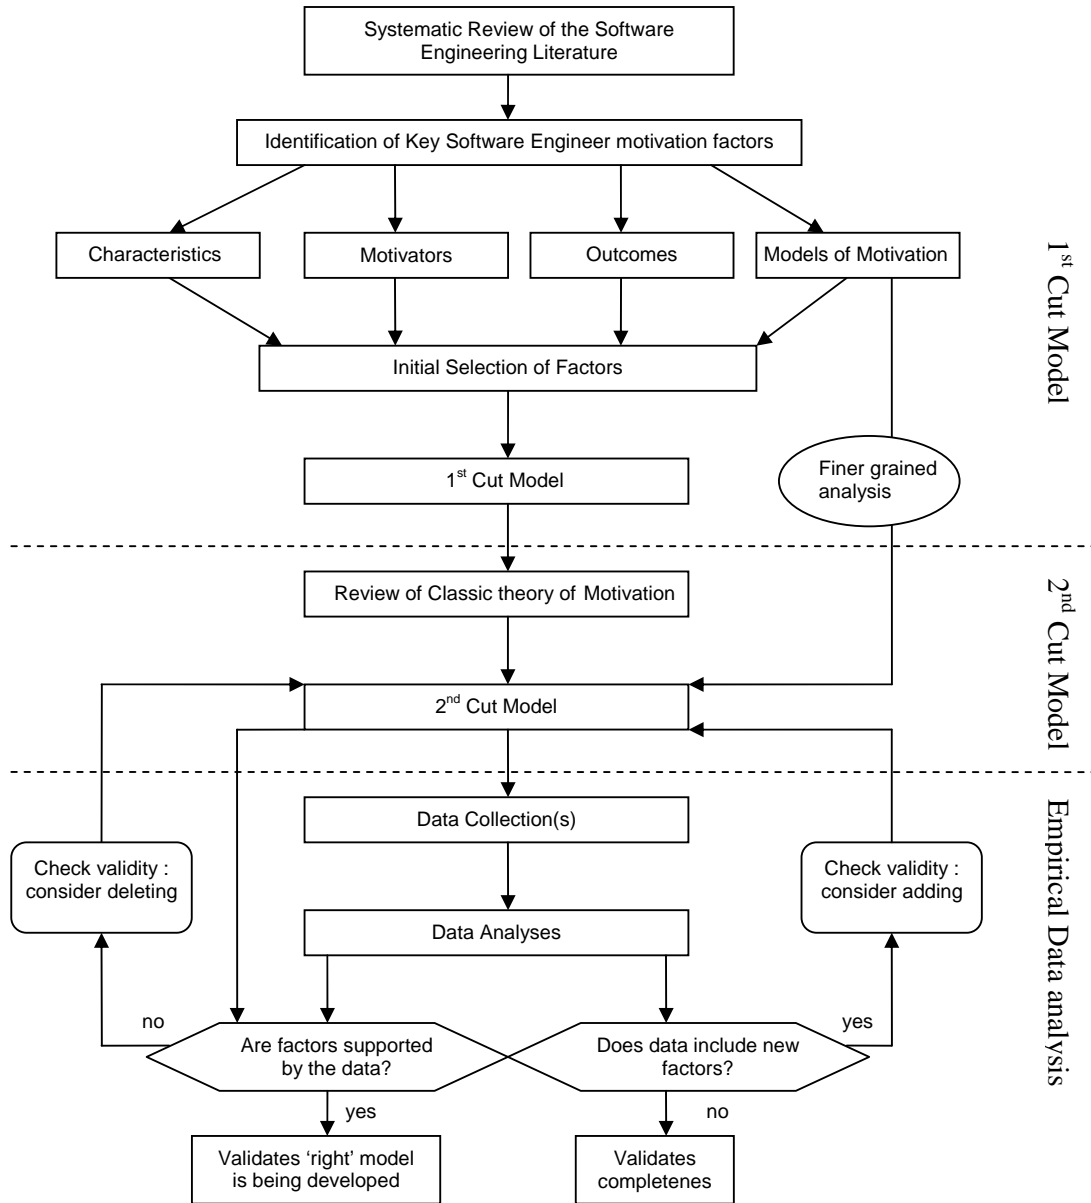 Systematic Review of the Software
Engineering Literature
Identification of Key Software Engineer motivation factors
Characteristics
Motivators
Outcomes
Models of Motivation
Initial Selection of Factors
1st Cut Model
Finer grained
analysis
1st Cut Model
Review of Classic theory of Motivation
2nd Cut Model
2nd Cut Model
Data Collection(s)
Check validity :
consider deleting
Check validity :
consider adding
Data Analyses
Empirical Data analysis
no
Are factors supported
by the data?
Does data include new
factors?
yes
yes
no
Validates ‘right’ model
is being developed
Validates
completenes